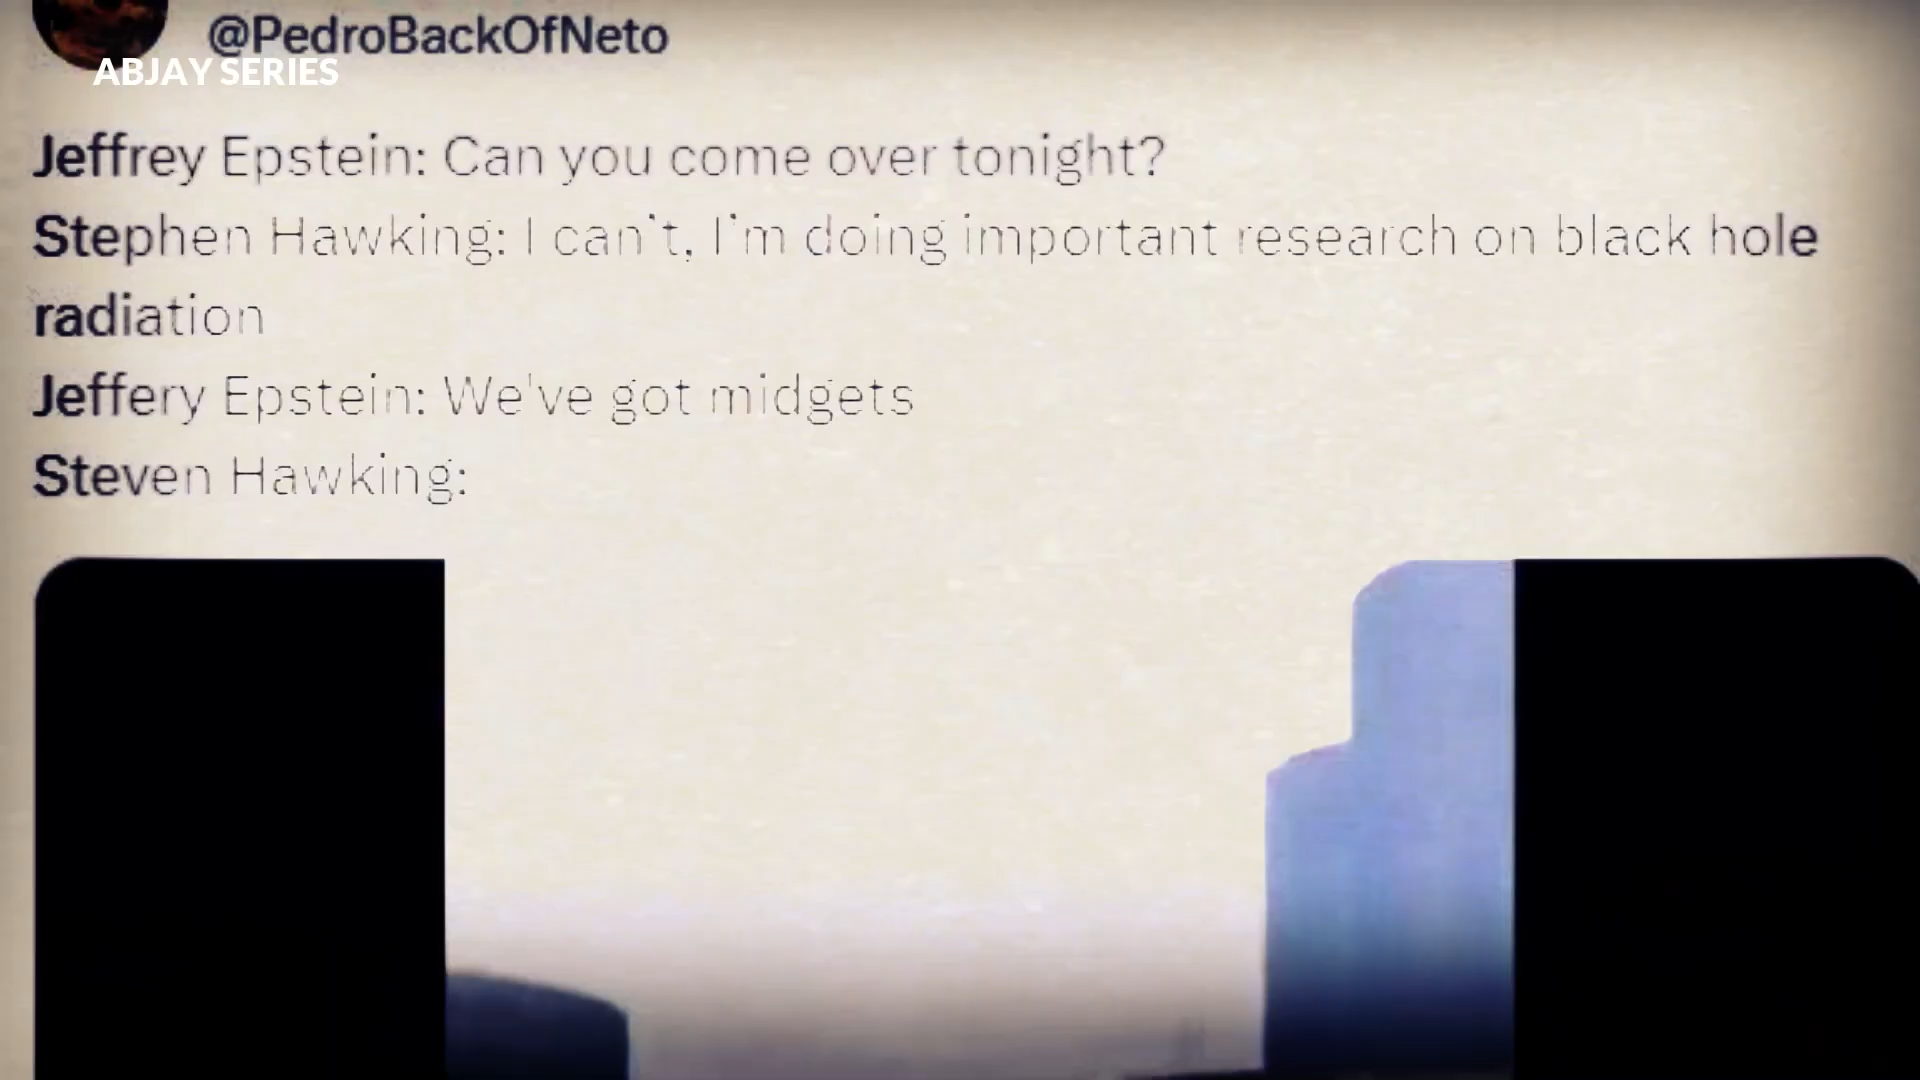 @PedroBackOfNeto
ABJAY SERIES
Jeffrey Epstein: Can you come over tonight?
Stephen Hawking: I can't, I'm doing important research on black hole
radiation
Jeffery Epstein: We've got midgets
Steven Hawking: